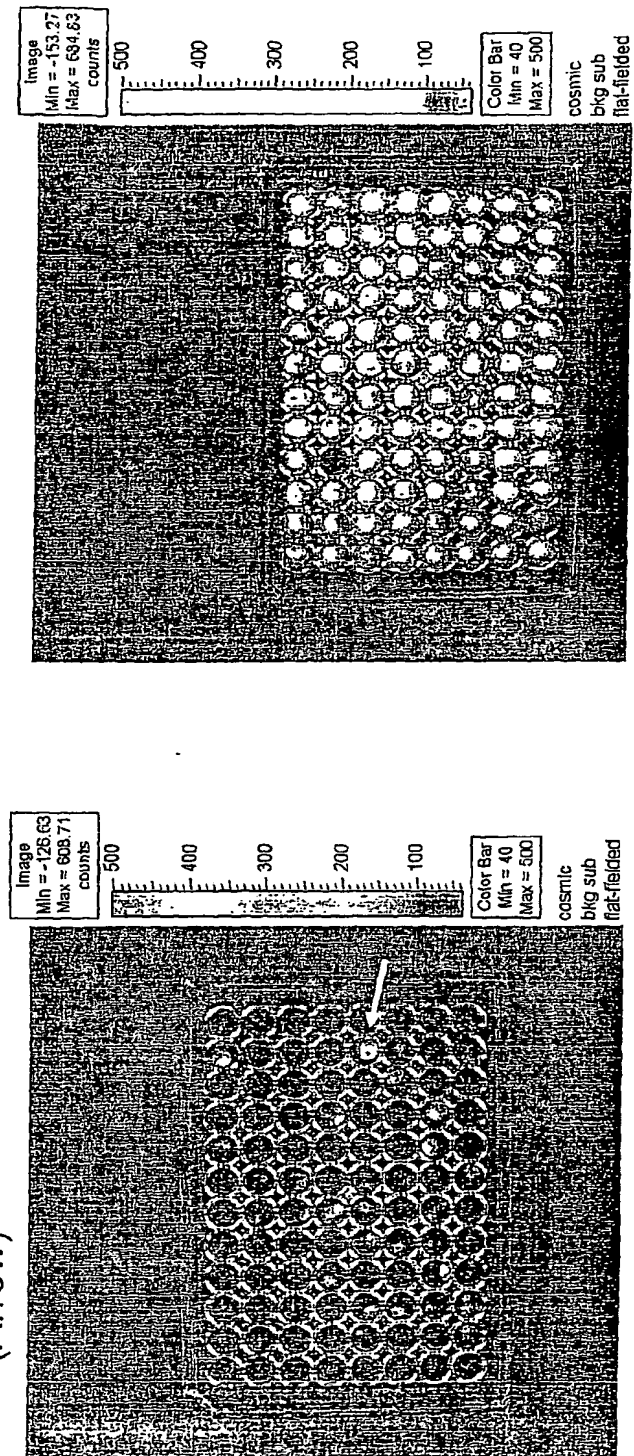 Image
Min = -153.27
Max = 684.63
counts
500
400
300
200
100
Color Bar
Min = 40
Max = 500
cosmic
bkg sub
flat-fielded
(Arrow)
Image
Min = -126.63
Max = 608.71
counts
500
400
300
200
100
Color Bar
Min = 40
Max = 500
cosmic
bkg sub
flat-fielded